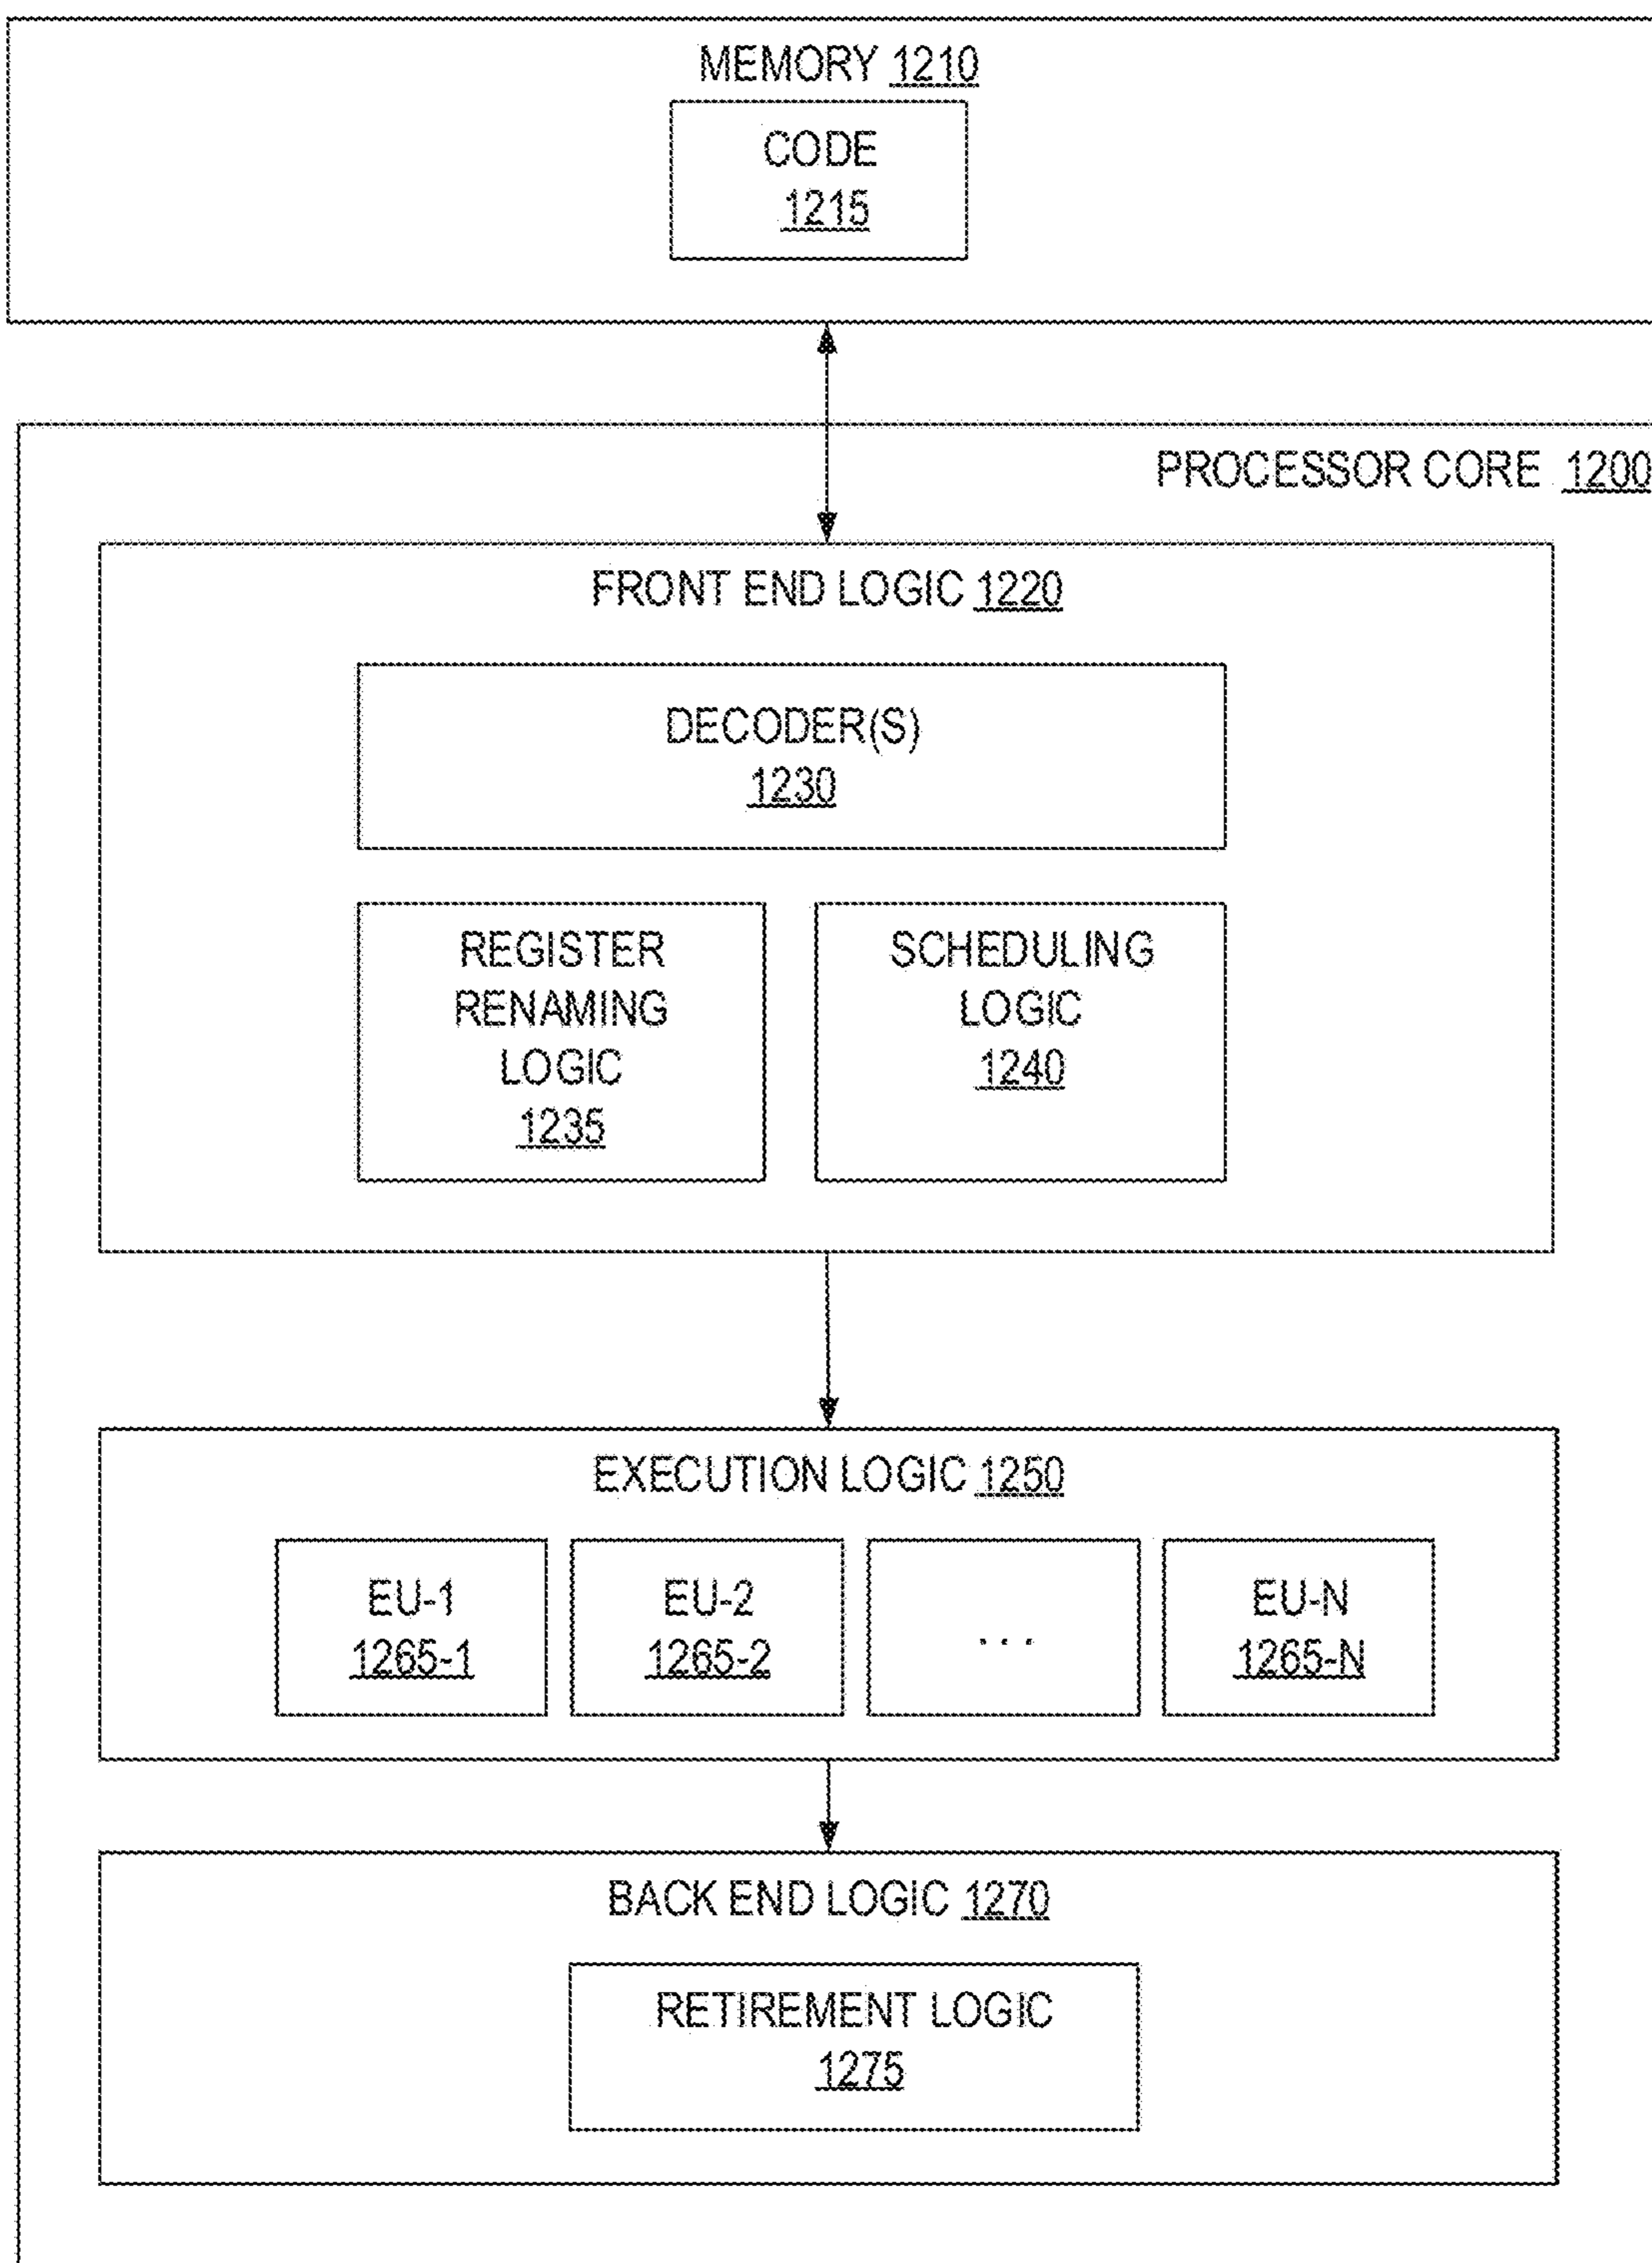 MEMORY 1210
CODE
1215
PROCESSOR CORE 1200
FRONT END LOGIC 1220
DECODER(S)
1230
REGISTER
RENAMING
LOGIC
1235
SCHEDULING
LOGIC
1240
EXECUTION LOGIC 1250
EU-1
1265-1
EU-2
1265-2
. . .
EU-N
1265-N
BACK END LOGIC 1270
RETIREMENT LOGIC
1275